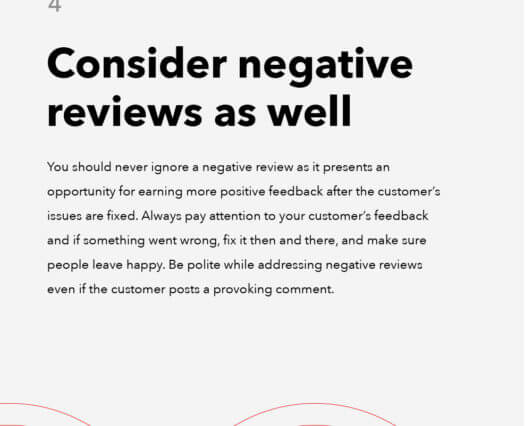 4
Consider negative
reviews as well
You should never ignore a negative review as it presents an
opportunity for earning more positive feedback after the customer’s
issues are fixed. Always pay attention to your customer’s feedback
and if something went wrong, fix it then and there, and make sure
people leave happy. Be polite while addressing negative reviews
even if the customer posts a provoking comment.